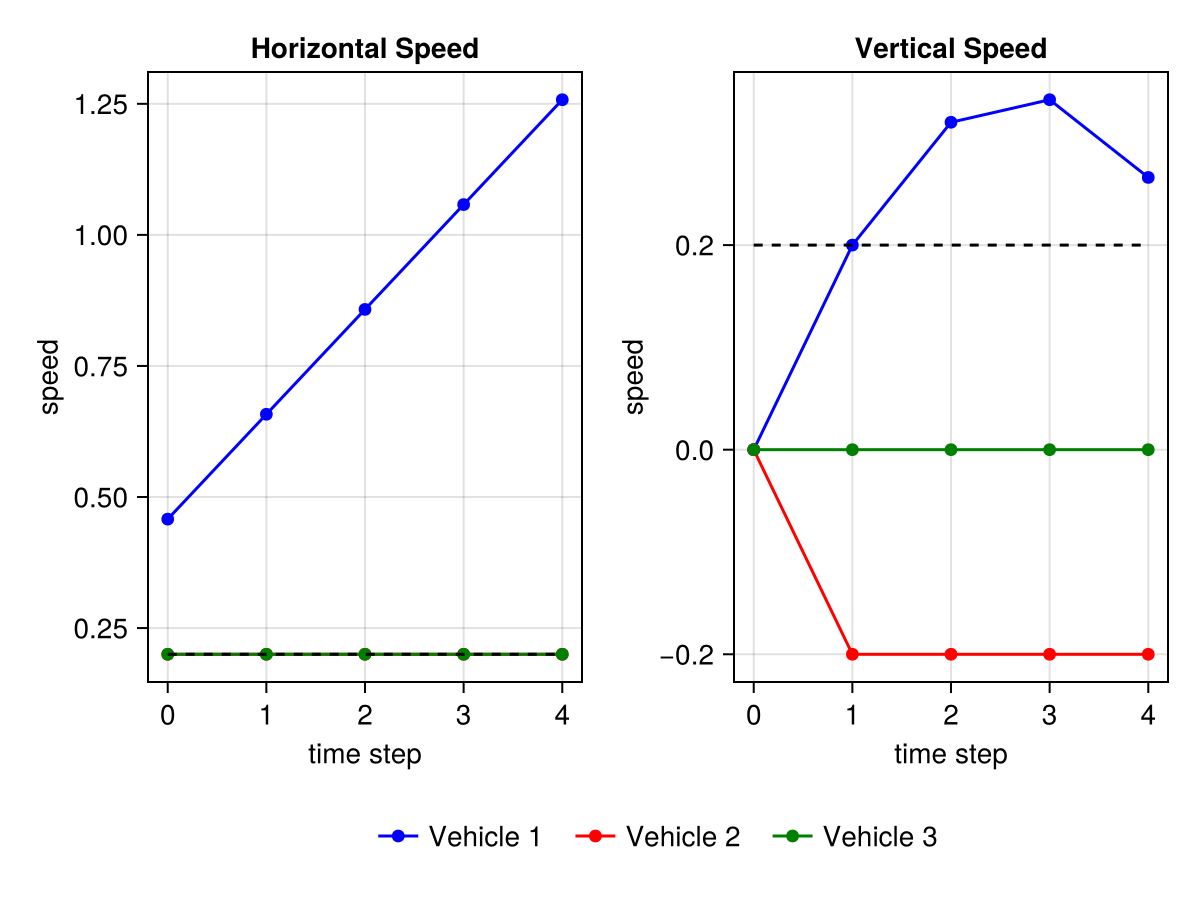 Horizontal Speed
1.25
1.00
0.75
0.50
0.25
speed
0 1 2 3 4
time step
Vertical Speed
0.2
0.0
−0.2
speed
0 1 2 3 4
time step
Vehicle 1 Vehicle 2 Vehicle 3